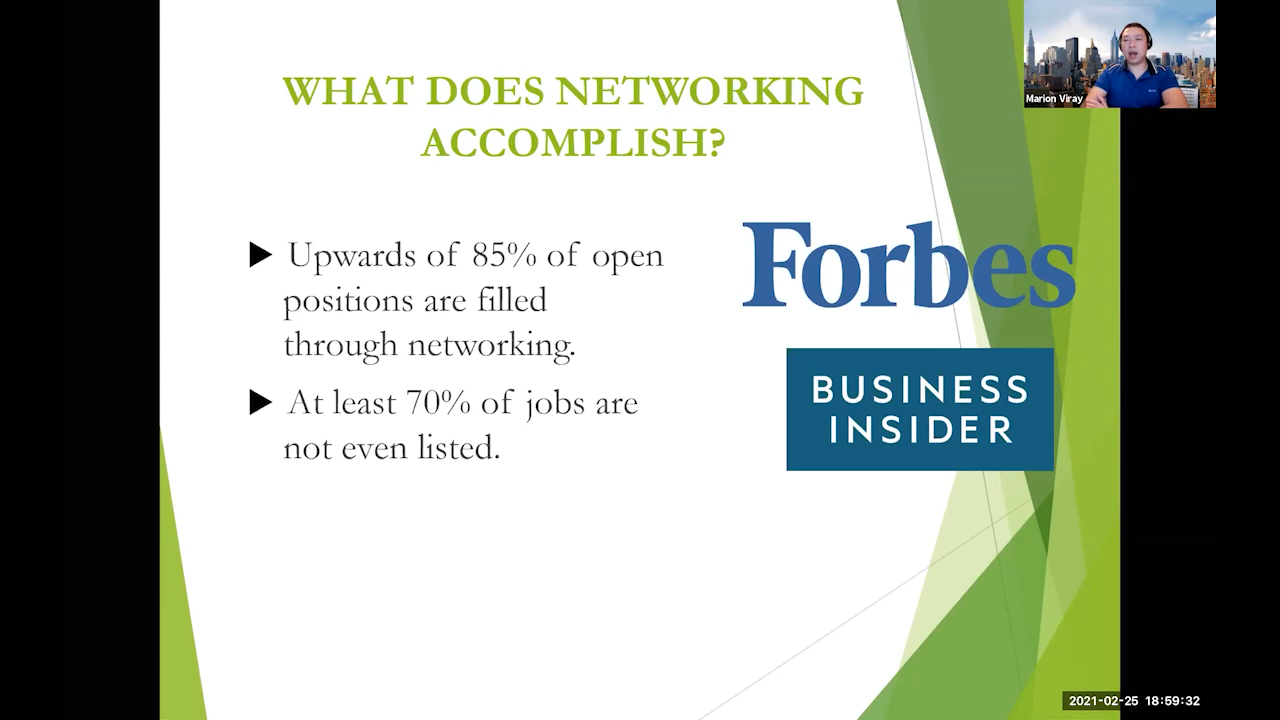 WHAT DOES NETWORKING
ACCOMPLISH?
Upwards of 85% of open
positions are filled
through networking.
At least 70% of jobs are
not even listed.
Forbes
BUSINESS
INSIDER
Marion Viray
2021-02-25 18:59:32